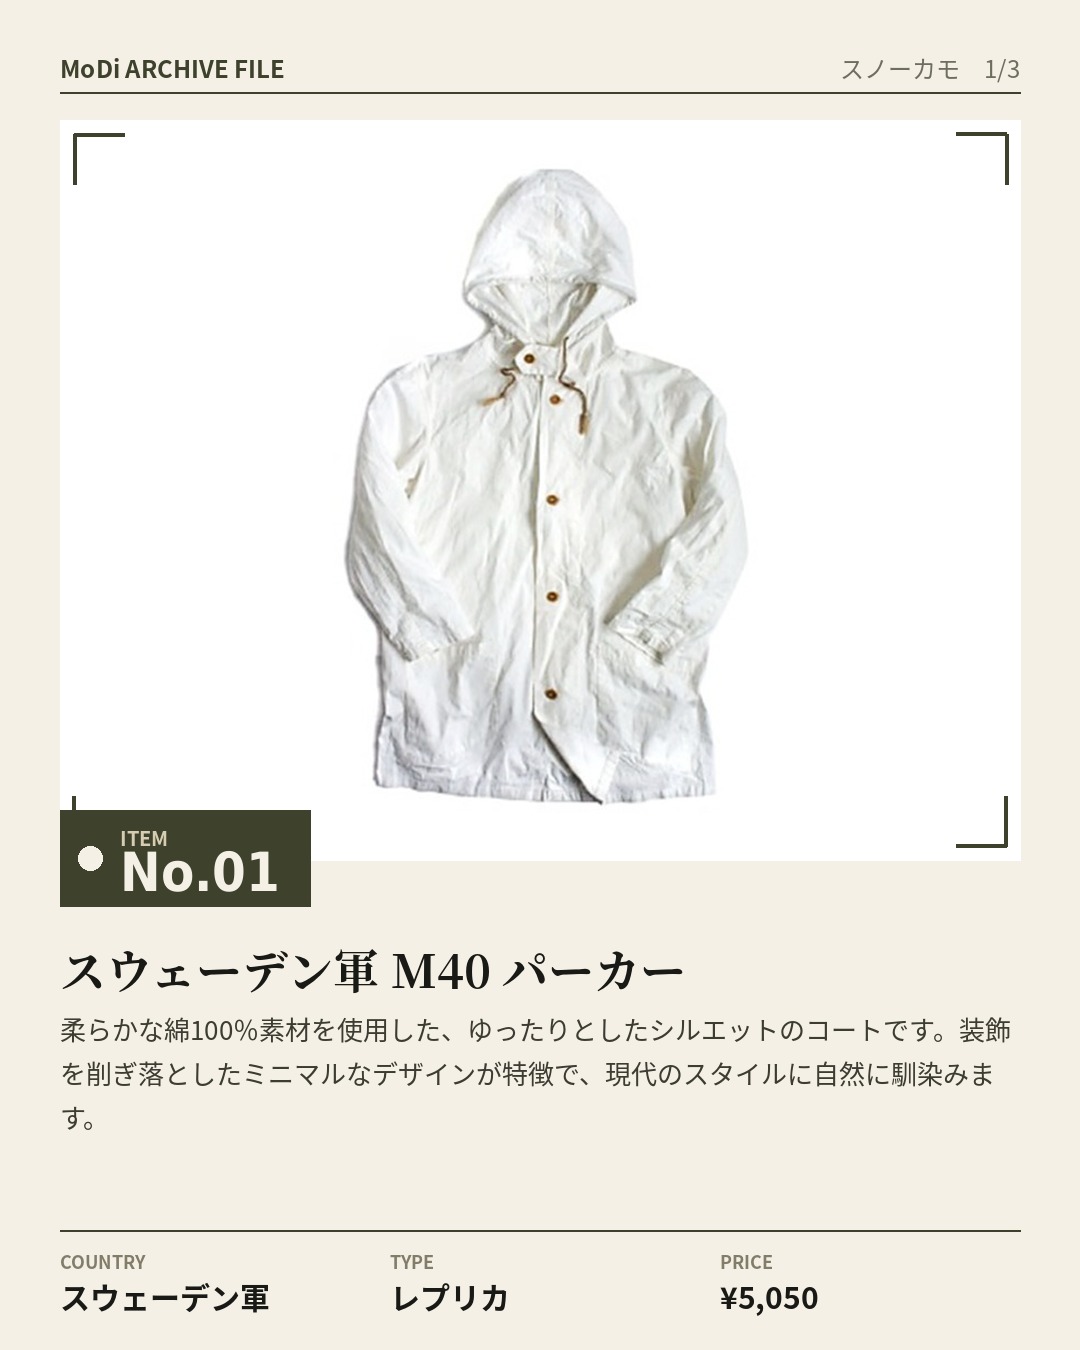 MoDi ARCHIVE FILE
スノーカモ　1/3
ITEM
No.01
スウェーデン軍 M40 パーカー
柔らかな綿100%素材を使用した、ゆったりとしたシルエットのコートです。装飾
を削ぎ落としたミニマルなデザインが特徴で、現代のスタイルに自然に馴染みま
す。
COUNTRY
スウェーデン軍
TYPE
レプリカ
PRICE
¥5,050